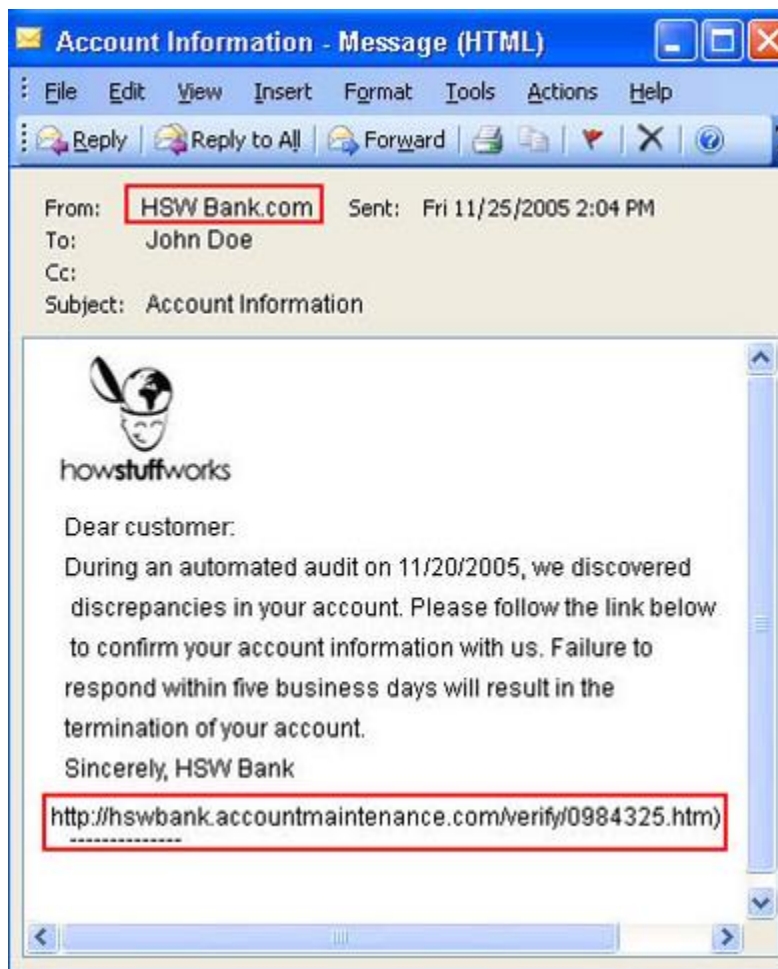 Account Information - Message (HTML)
File Edit View Insert Format Tools Actions Help
Reply Reply to All Forward
From: HSW Bank.com Sent: Fri 11/25/2005 2:04 PM
To: John Doe
Cc:
Subject: Account Information
howstuffworks
Dear customer:
During an automated audit on 11/20/2005, we discovered
discrepancies in your account. Please follow the link below
to confirm your account information with us. Failure to
respond within five business days will result in the
termination of your account.
Sincerely, HSW Bank
http://hswbank.accountmaintenance.com/verify/0984325.htm)
--------------